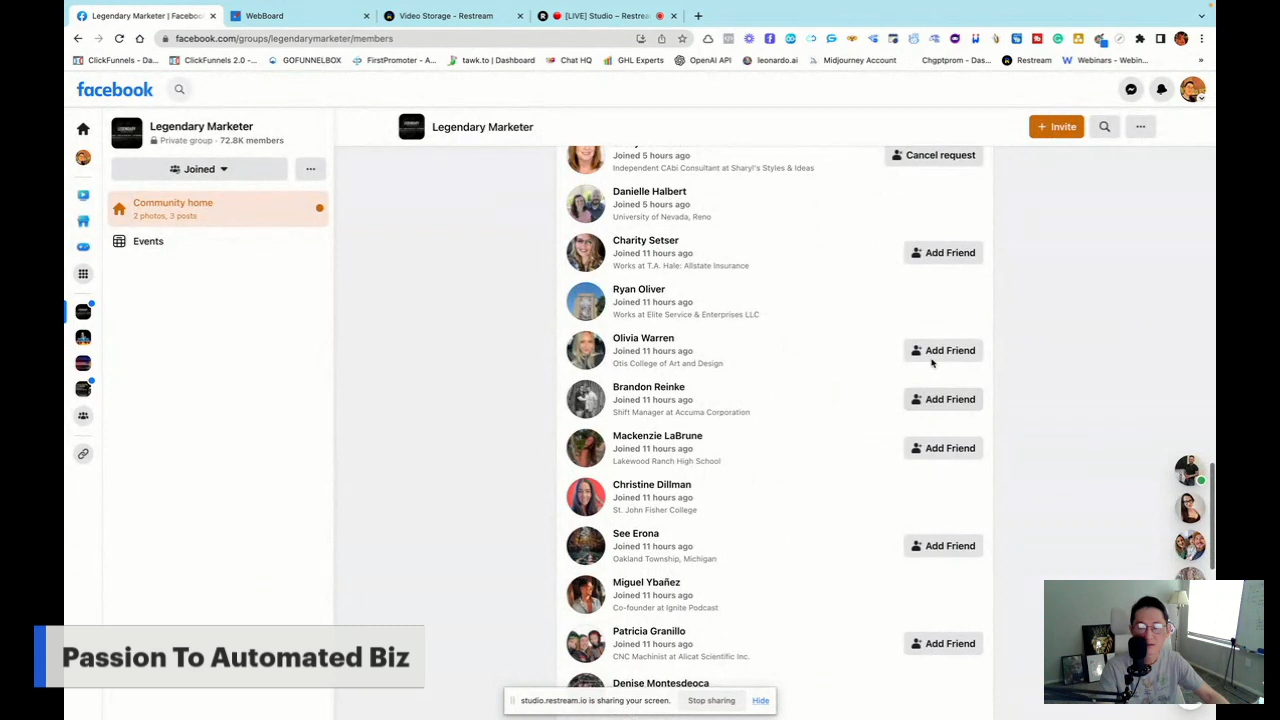 Legendary Marketer | Facebook
WebBoard
Video Storage - Restream
[LIVE] Studio – Restrea
facebook.com/groups/legendarymarketer/members
ClickFunnels - Da...
ClickFunnels 2.0 -...
GOFUNNELBOX
FirstPromoter - A...
tawk.to | Dashboard
Chat HQ
GHL Experts
OpenAI API
leonardo.ai
Midjourney Account
Chgptprom - Das...
Restream
Webinars - Webin...
»
facebook
Legendary Marketer
Private group · 72.8K members
Joined
Community home
2 photos, 3 posts
Events
Legendary Marketer
+ Invite
Joined 5 hours ago
Independent CAbi Consultant at Sharyl's Styles & Ideas
Cancel request
Danielle Halbert
Joined 5 hours ago
University of Nevada, Reno
Charity Setser
Joined 11 hours ago
Works at T.A. Hale: Allstate Insurance
Add Friend
Ryan Oliver
Joined 11 hours ago
Works at Elite Service & Enterprises LLC
Olivia Warren
Joined 11 hours ago
Otis College of Art and Design
Add Friend
Brandon Reinke
Joined 11 hours ago
Shift Manager at Accuma Corporation
Add Friend
Mackenzie LaBrune
Joined 11 hours ago
Lakewood Ranch High School
Add Friend
Christine Dillman
Joined 11 hours ago
St. John Fisher College
See Erona
Joined 11 hours ago
Oakland Township, Michigan
Add Friend
Miguel Ybañez
Joined 11 hours ago
Co-founder at Ignite Podcast
Patricia Granillo
Joined 11 hours ago
CNC Machinist at Alicat Scientific Inc.
Add Friend
Denise Montesdeoca
Passion To Automated Biz
studio.restream.io is sharing your screen.
Stop sharing
Hide